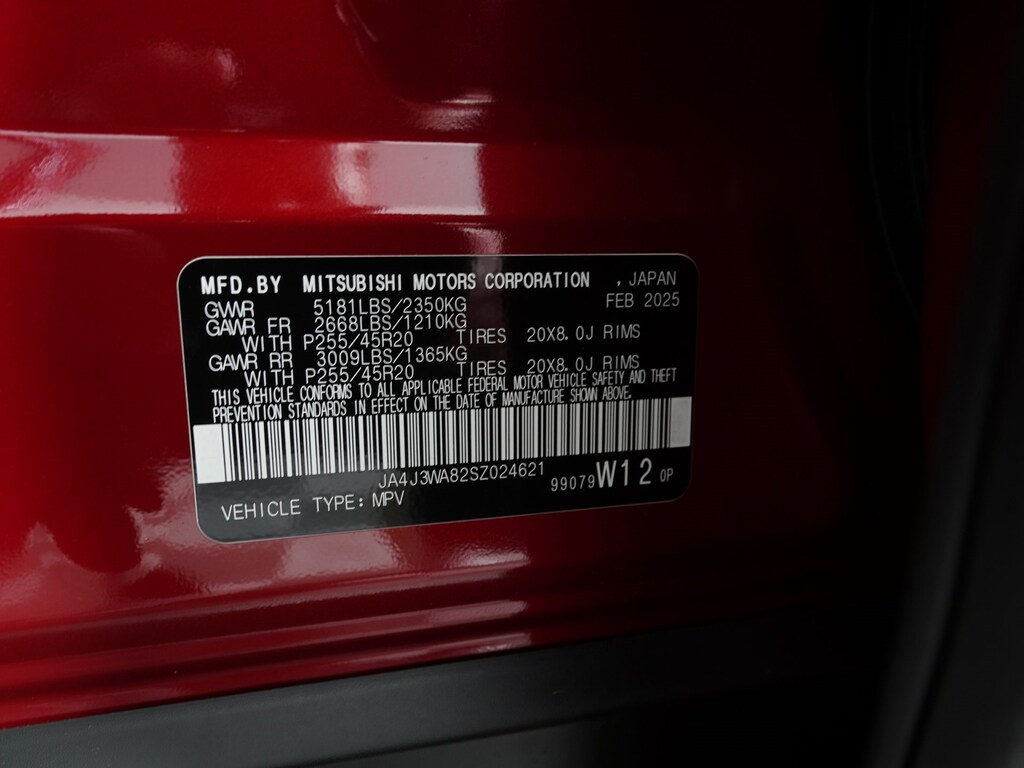 MFD.BY MITSUBISHI MOTORS CORPORATION , JAPAN
FEB 2025
GVWR 5181LBS/2350KG
GAWR FR 2668LBS/1210KG
WITH P255/45R20 TIRES 20X8.0J RIMS
GAWR RR 3009LBS/1365KG
WITH P255/45R20 TIRES 20X8.0J RIMS
THIS VEHICLE CONFORMS TO ALL APPLICABLE FEDERAL MOTOR VEHICLE SAFETY AND THEFT
PREVENTION STANDARDS IN EFFECT ON THE DATE OF MANUFACTURE SHOWN ABOVE.
JA4J3WA82SZ024621
99079 W12 0P
VEHICLE TYPE: MPV